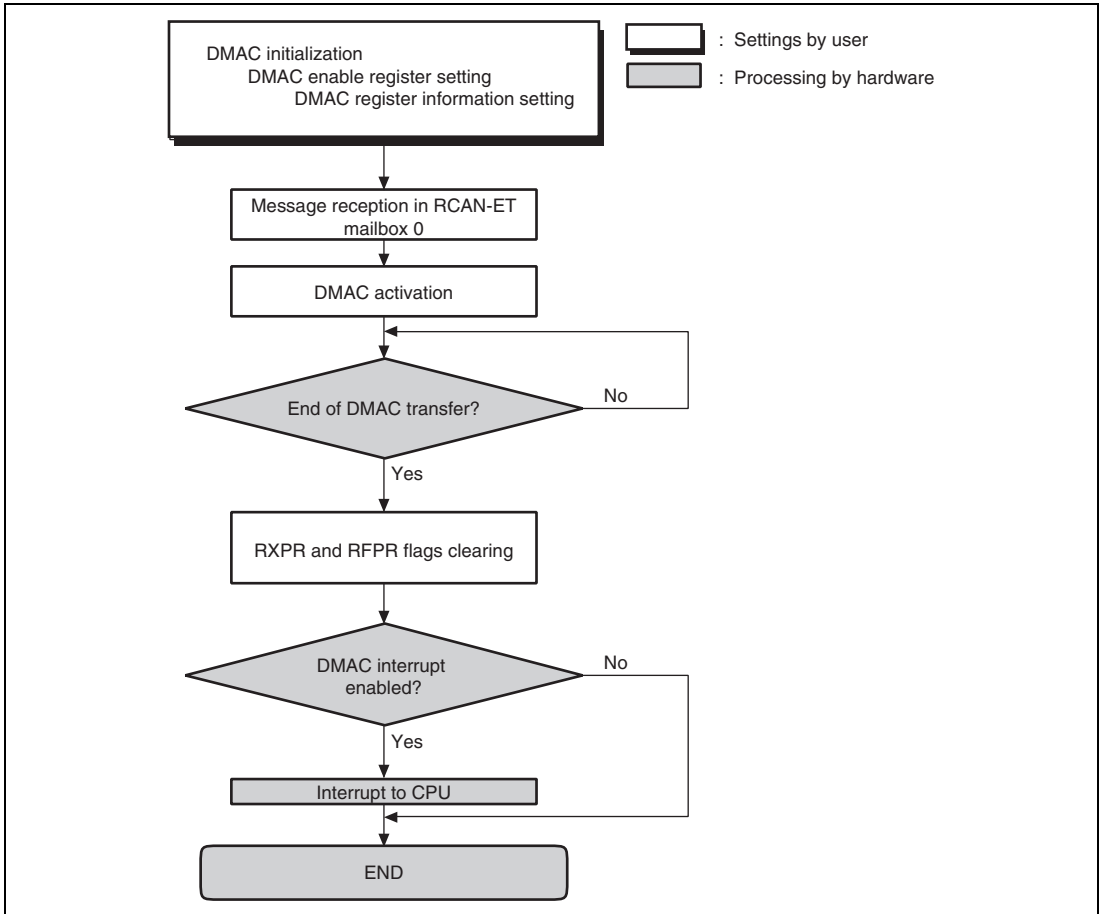 DMAC initialization
DMAC enable register setting
DMAC register information setting
: Settings by user
: Processing by hardware
Message reception in RCAN-ET
mailbox 0
DMAC activation
End of DMAC transfer?
No
Yes
RXPR and RFPR flags clearing
DMAC interrupt
enabled?
No
Yes
Interrupt to CPU
END